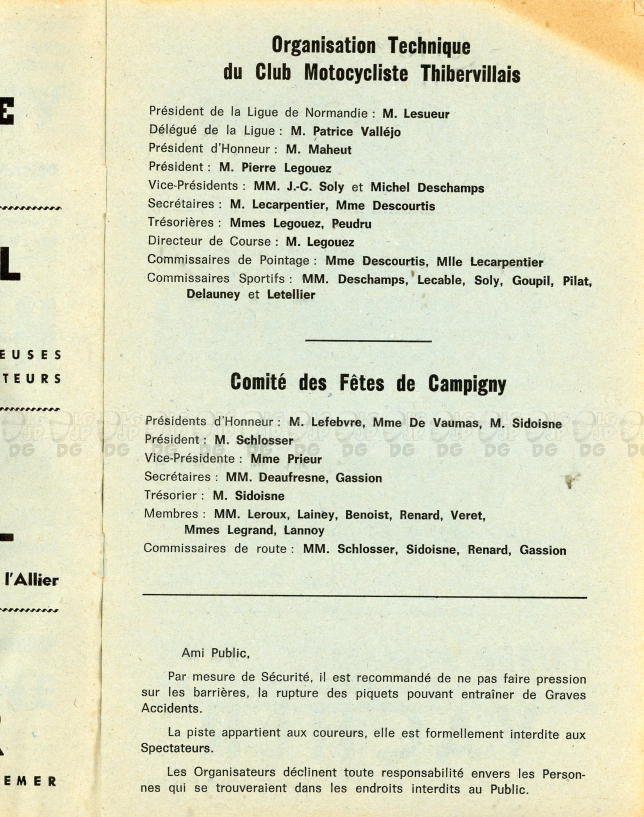 Organisation Technique
du Club Motocycliste Thibervillais
Président de la Ligue de Normandie : M. Lesueur
Délégué de la Ligue : M. Patrice Valléjo
Président d'Honneur : M. Maheut
Président : M. Pierre Legouez
Vice-Présidents : MM. J.-C. Soly et Michel Deschamps
Secrétaires : M. Lecarpentier, Mme Descourtis
Trésorières : Mmes Legouez, Peudru
Directeur de Course : M. Legouez
Commissaires de Pointage : Mme Descourtis, Mlle Lecarpentier
Commissaires Sportifs : MM. Deschamps, Lecable, Soly, Goupil, Pilat,
Delauney et Letellier
Comité des Fêtes de Campigny
Présidents d'Honneur : M. Lefebvre, Mme De Vaumas, M. Sidoisne
Président : M. Schlosser
Vice-Présidente : Mme Prieur
Secrétaires : MM. Deaufresne, Gassion
Trésorier : M. Sidoisne
Membres : MM. Leroux, Lainey, Benoist, Renard, Veret,
Mmes Legrand, Lannoy
Commissaires de route : MM. Schlosser, Sidoisne, Renard, Gassion
Ami Public,
Par mesure de Sécurité, il est recommandé de ne pas faire pression
sur les barrières, la rupture des piquets pouvant entraîner de Graves
Accidents.
La piste appartient aux coureurs, elle est formellement interdite aux
Spectateurs.
Les Organisateurs déclinent toute responsabilité envers les Person-
nes qui se trouveraient dans les endroits interdits au Public.
E
L
EUSES
TEURS
l'Allier
EMER